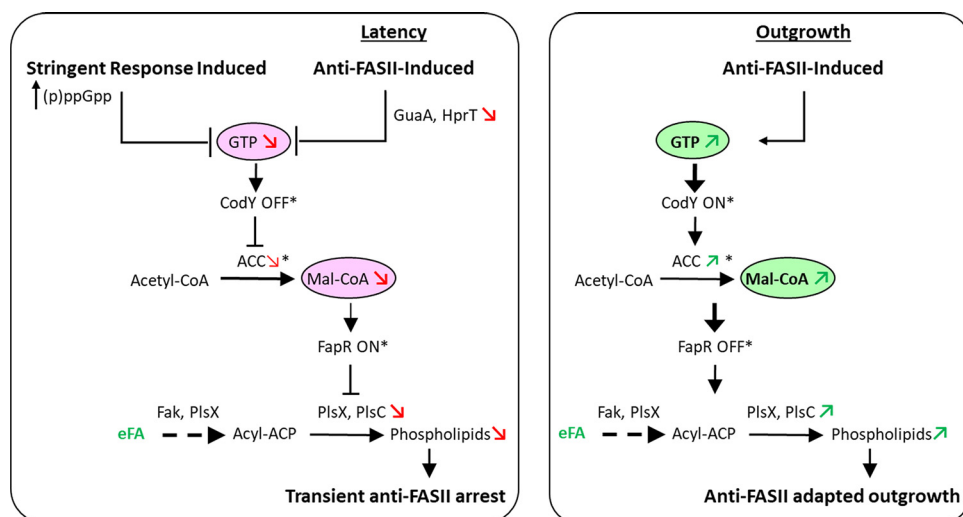 Latency
Stringent Response Induced
Anti-FASII-Induced
(p)ppGpp
GuaA, HprT
GTP
CodY OFF*
ACC *
Acetyl-CoA
Mal-CoA
FapR ON*
Fak, PlsX
PlsX, PlsC
eFA
Acyl-ACP
Phospholipids
Transient anti-FASII arrest
Outgrowth
Anti-FASII-Induced
GTP
CodY ON*
ACC *
Acetyl-CoA
Mal-CoA
FapR OFF*
Fak, PlsX
PlsX, PlsC
eFA
Acyl-ACP
Phospholipids
Anti-FASII adapted outgrowth